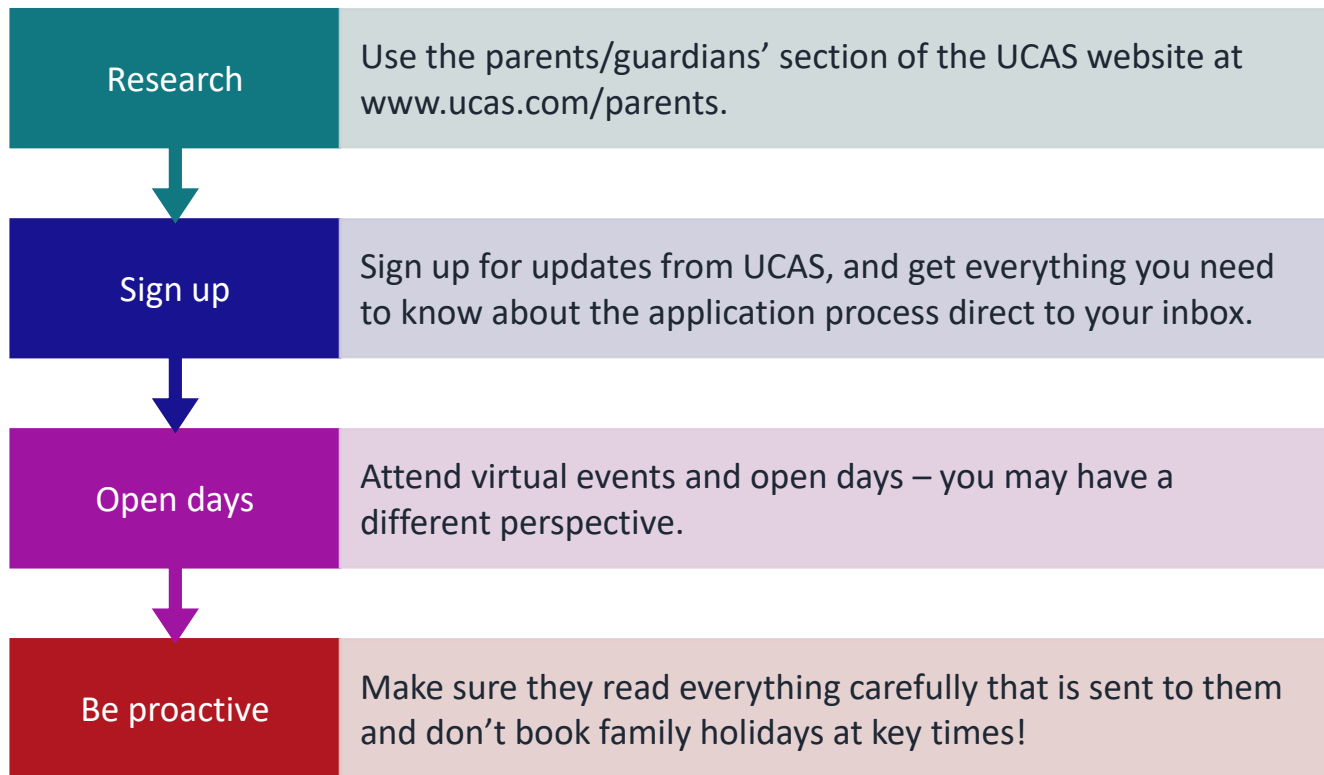 Research
Use the parents/guardians’ section of the UCAS website at
www.ucas.com/parents.
Sign up
Sign up for updates from UCAS, and get everything you need
to know about the application process direct to your inbox.
Open days
Attend virtual events and open days – you may have a
different perspective.
Be proactive
Make sure they read everything carefully that is sent to them
and don’t book family holidays at key times!